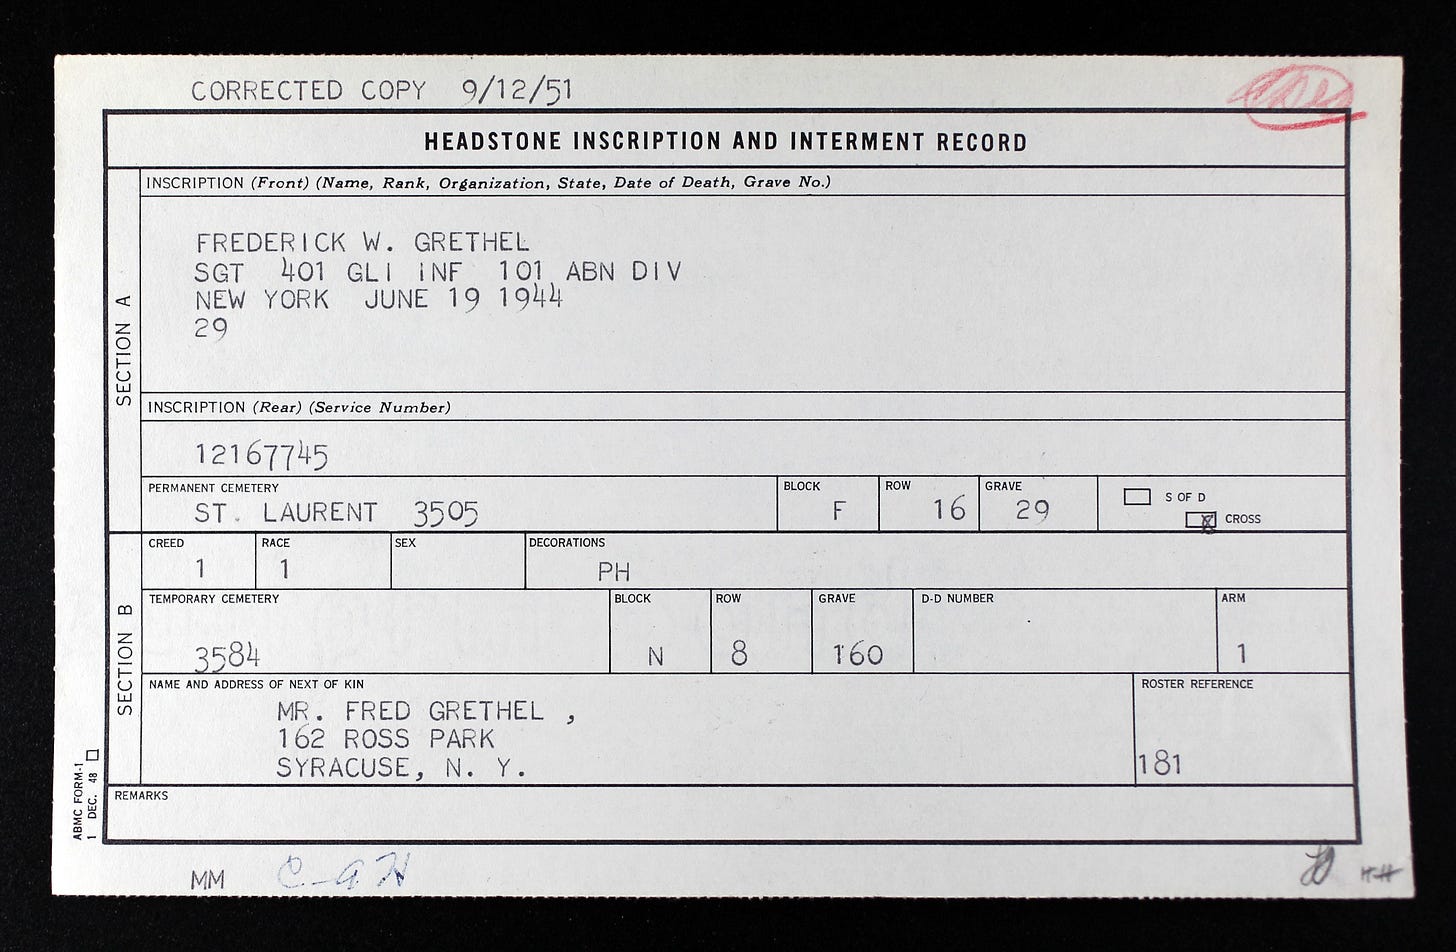 CORRECTED COPY 9/12/51
HEADSTONE INSCRIPTION AND INTERMENT RECORD
SECTION A
INSCRIPTION (Front) (Name, Rank, Organization, State, Date of Death, Grave No.)
FREDERICK W. GRETHEL
SGT 401 GLI INF 101 ABN DIV
NEW YORK JUNE 19 1944
29
INSCRIPTION (Rear) (Service Number)
12167745
PERMANENT CEMETERY BLOCK ROW GRAVE
ST. LAURENT 3505 F 16 29
S OF D
X CROSS
SECTION B
CREED RACE SEX DECORATIONS
1 1 PH
TEMPORARY CEMETERY BLOCK ROW GRAVE D-D NUMBER ARM
3584 N 8 160 1
NAME AND ADDRESS OF NEXT OF KIN ROSTER REFERENCE
MR. FRED GRETHEL ,
162 ROSS PARK
SYRACUSE, N. Y.
181
REMARKS
ABMC FORM-1
1 DEC. 48
MM